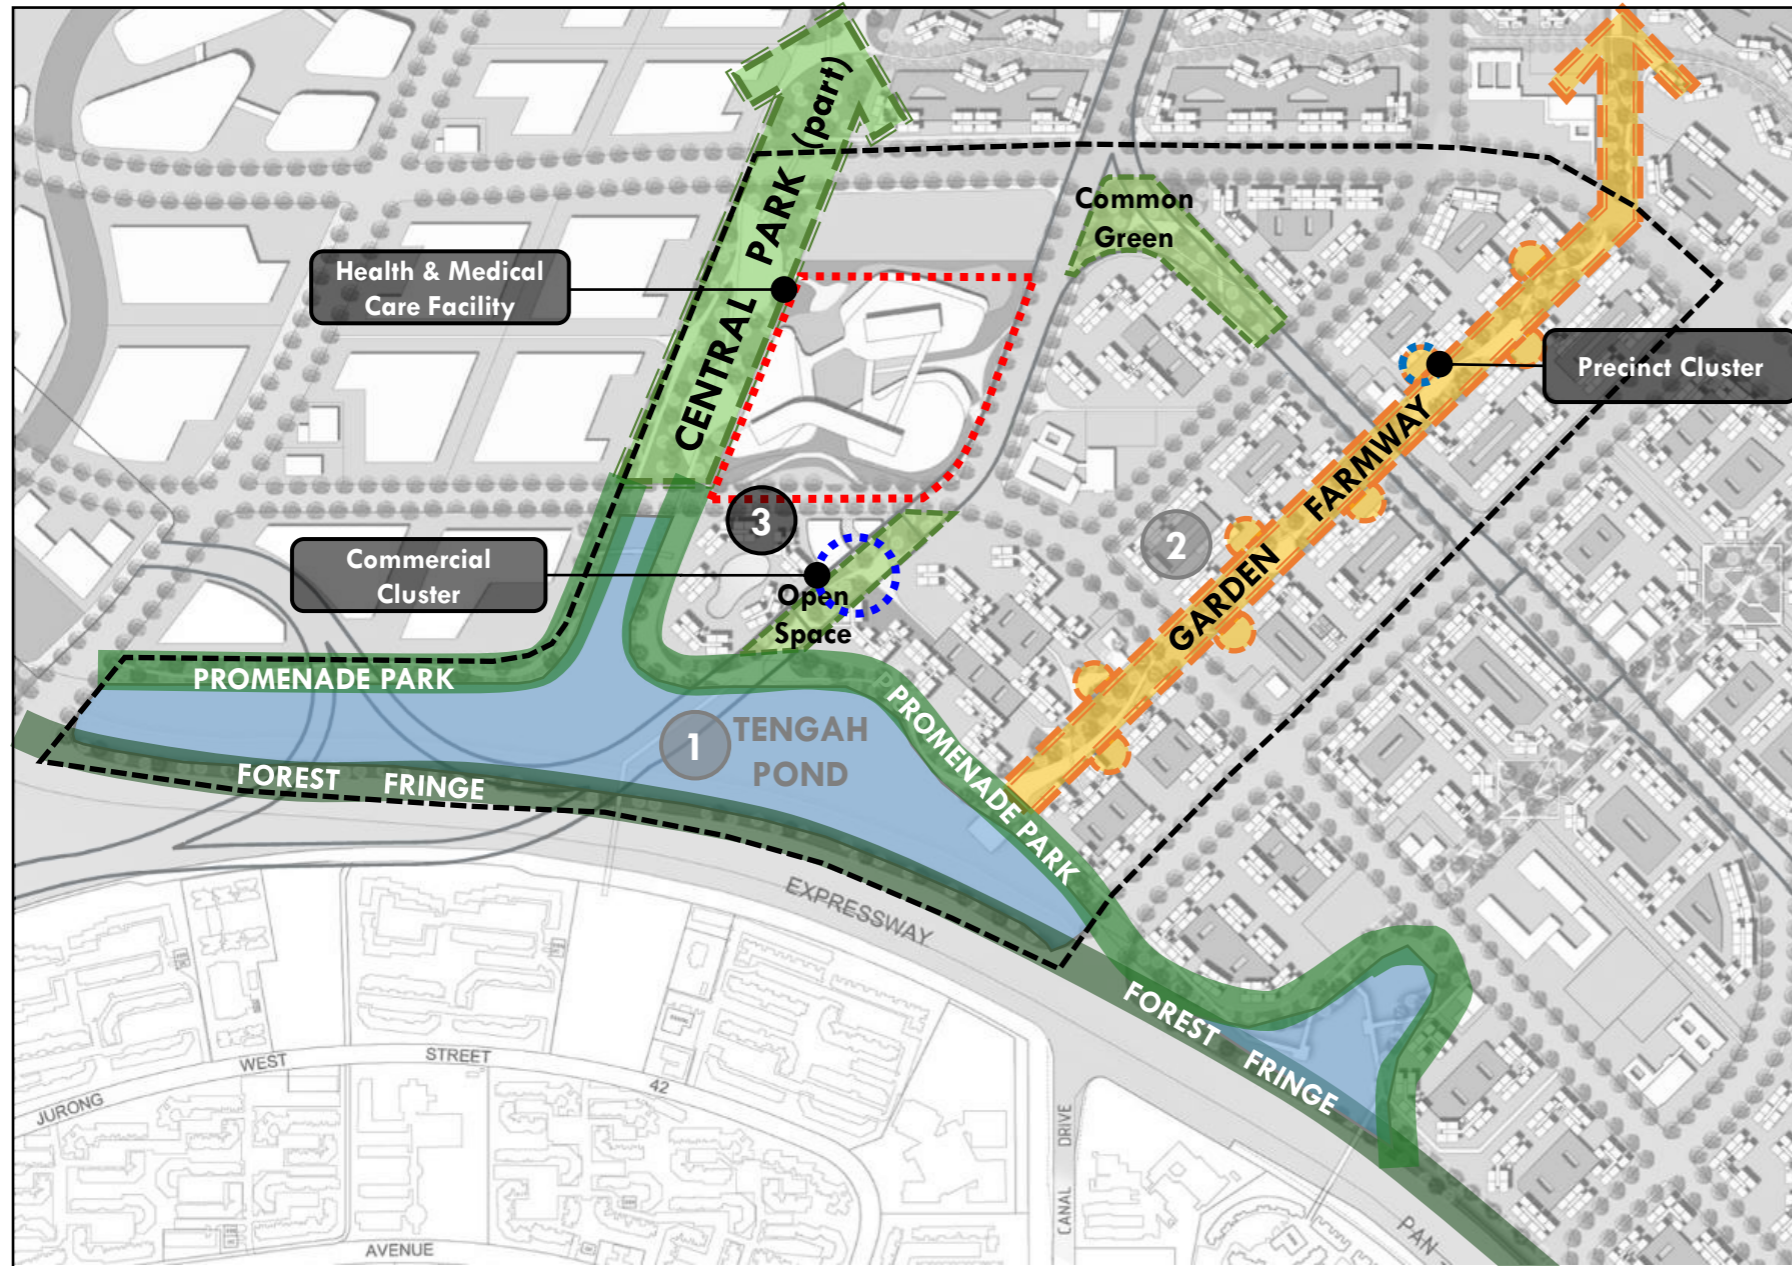 CENTRAL PARK (part)
Common
Green
Health & Medical
Care Facility
Precinct Cluster
GARDEN FARMWAY
3
2
Commercial
Cluster
Open
Space
PROMENADE PARK
1
TENGAH
POND
PROMENADE PARK
FOREST FRINGE
EXPRESSWAY
FOREST FRINGE
JURONG WEST STREET 42
CANAL DRIVE
PAN
AVENUE